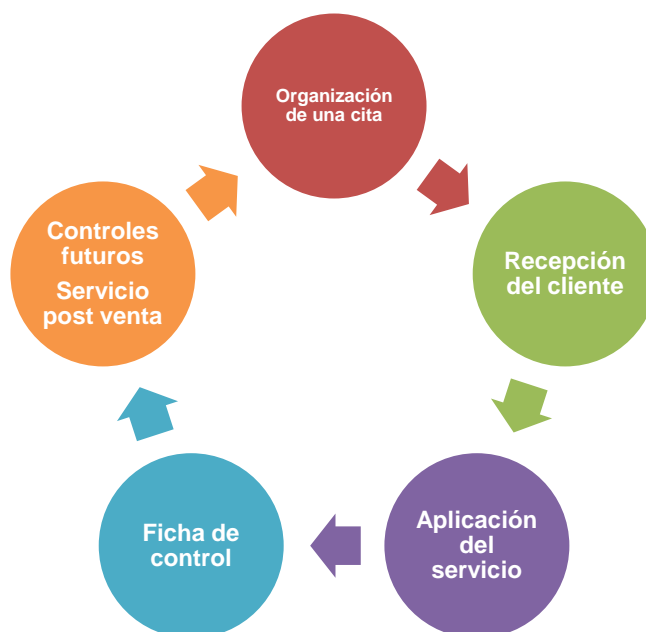 Organización
de una cita
Recepción
del cliente
Aplicación
del
servicio
Ficha de
control
Controles
futuros
Servicio
post venta